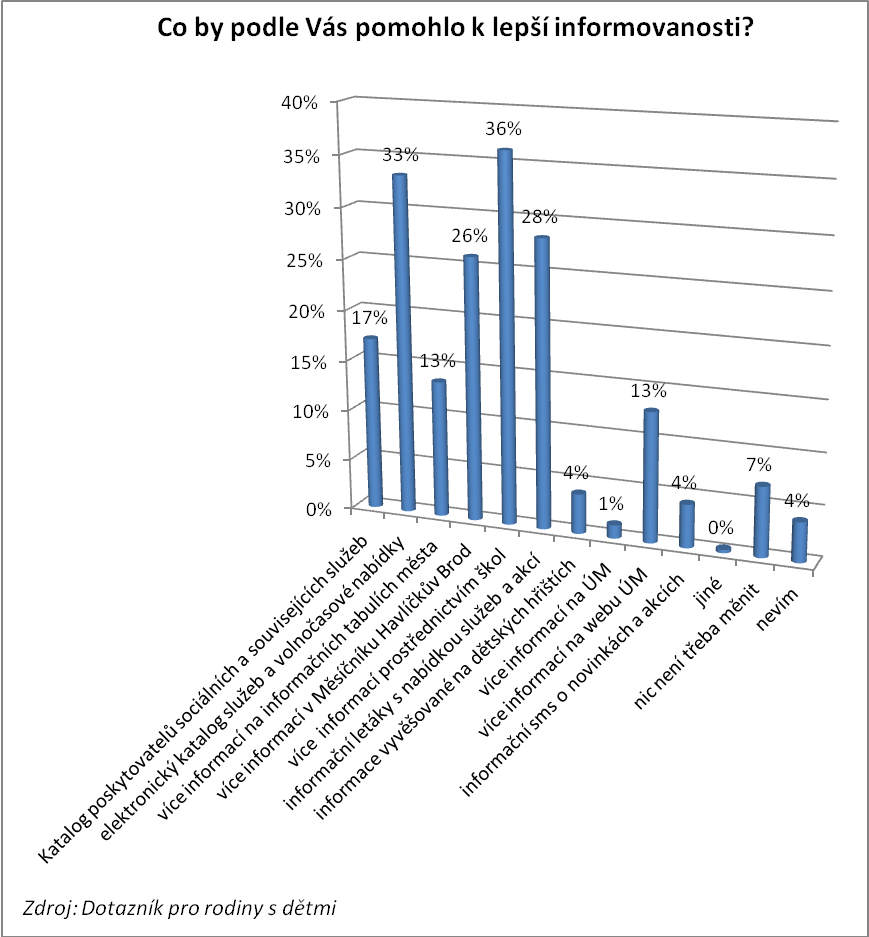 Co by podle Vás pomohlo k lepší informovanosti?
40%
35%
30%
25%
20%
15%
10%
5%
0%
17%
33%
13%
26%
36%
28%
4%
1%
13%
4%
0%
7%
4%
Katalog poskytovatelů sociálních a souvisejících služeb
elektronický katalog služeb a volnočasové nabídky
více informací na informačních tabulích města
více informací v Měsíčníku Havlíčkův Brod
více  informací prostřednictvím škol
informační letáky s nabídkou služeb a akcí
informace vyvěšované na dětských hřištích
více informací na ÚM
více informací na webu ÚM
informační sms o novinkách a akcích
jiné
nic není třeba měnit
nevím
Zdroj: Dotazník pro rodiny s dětmi